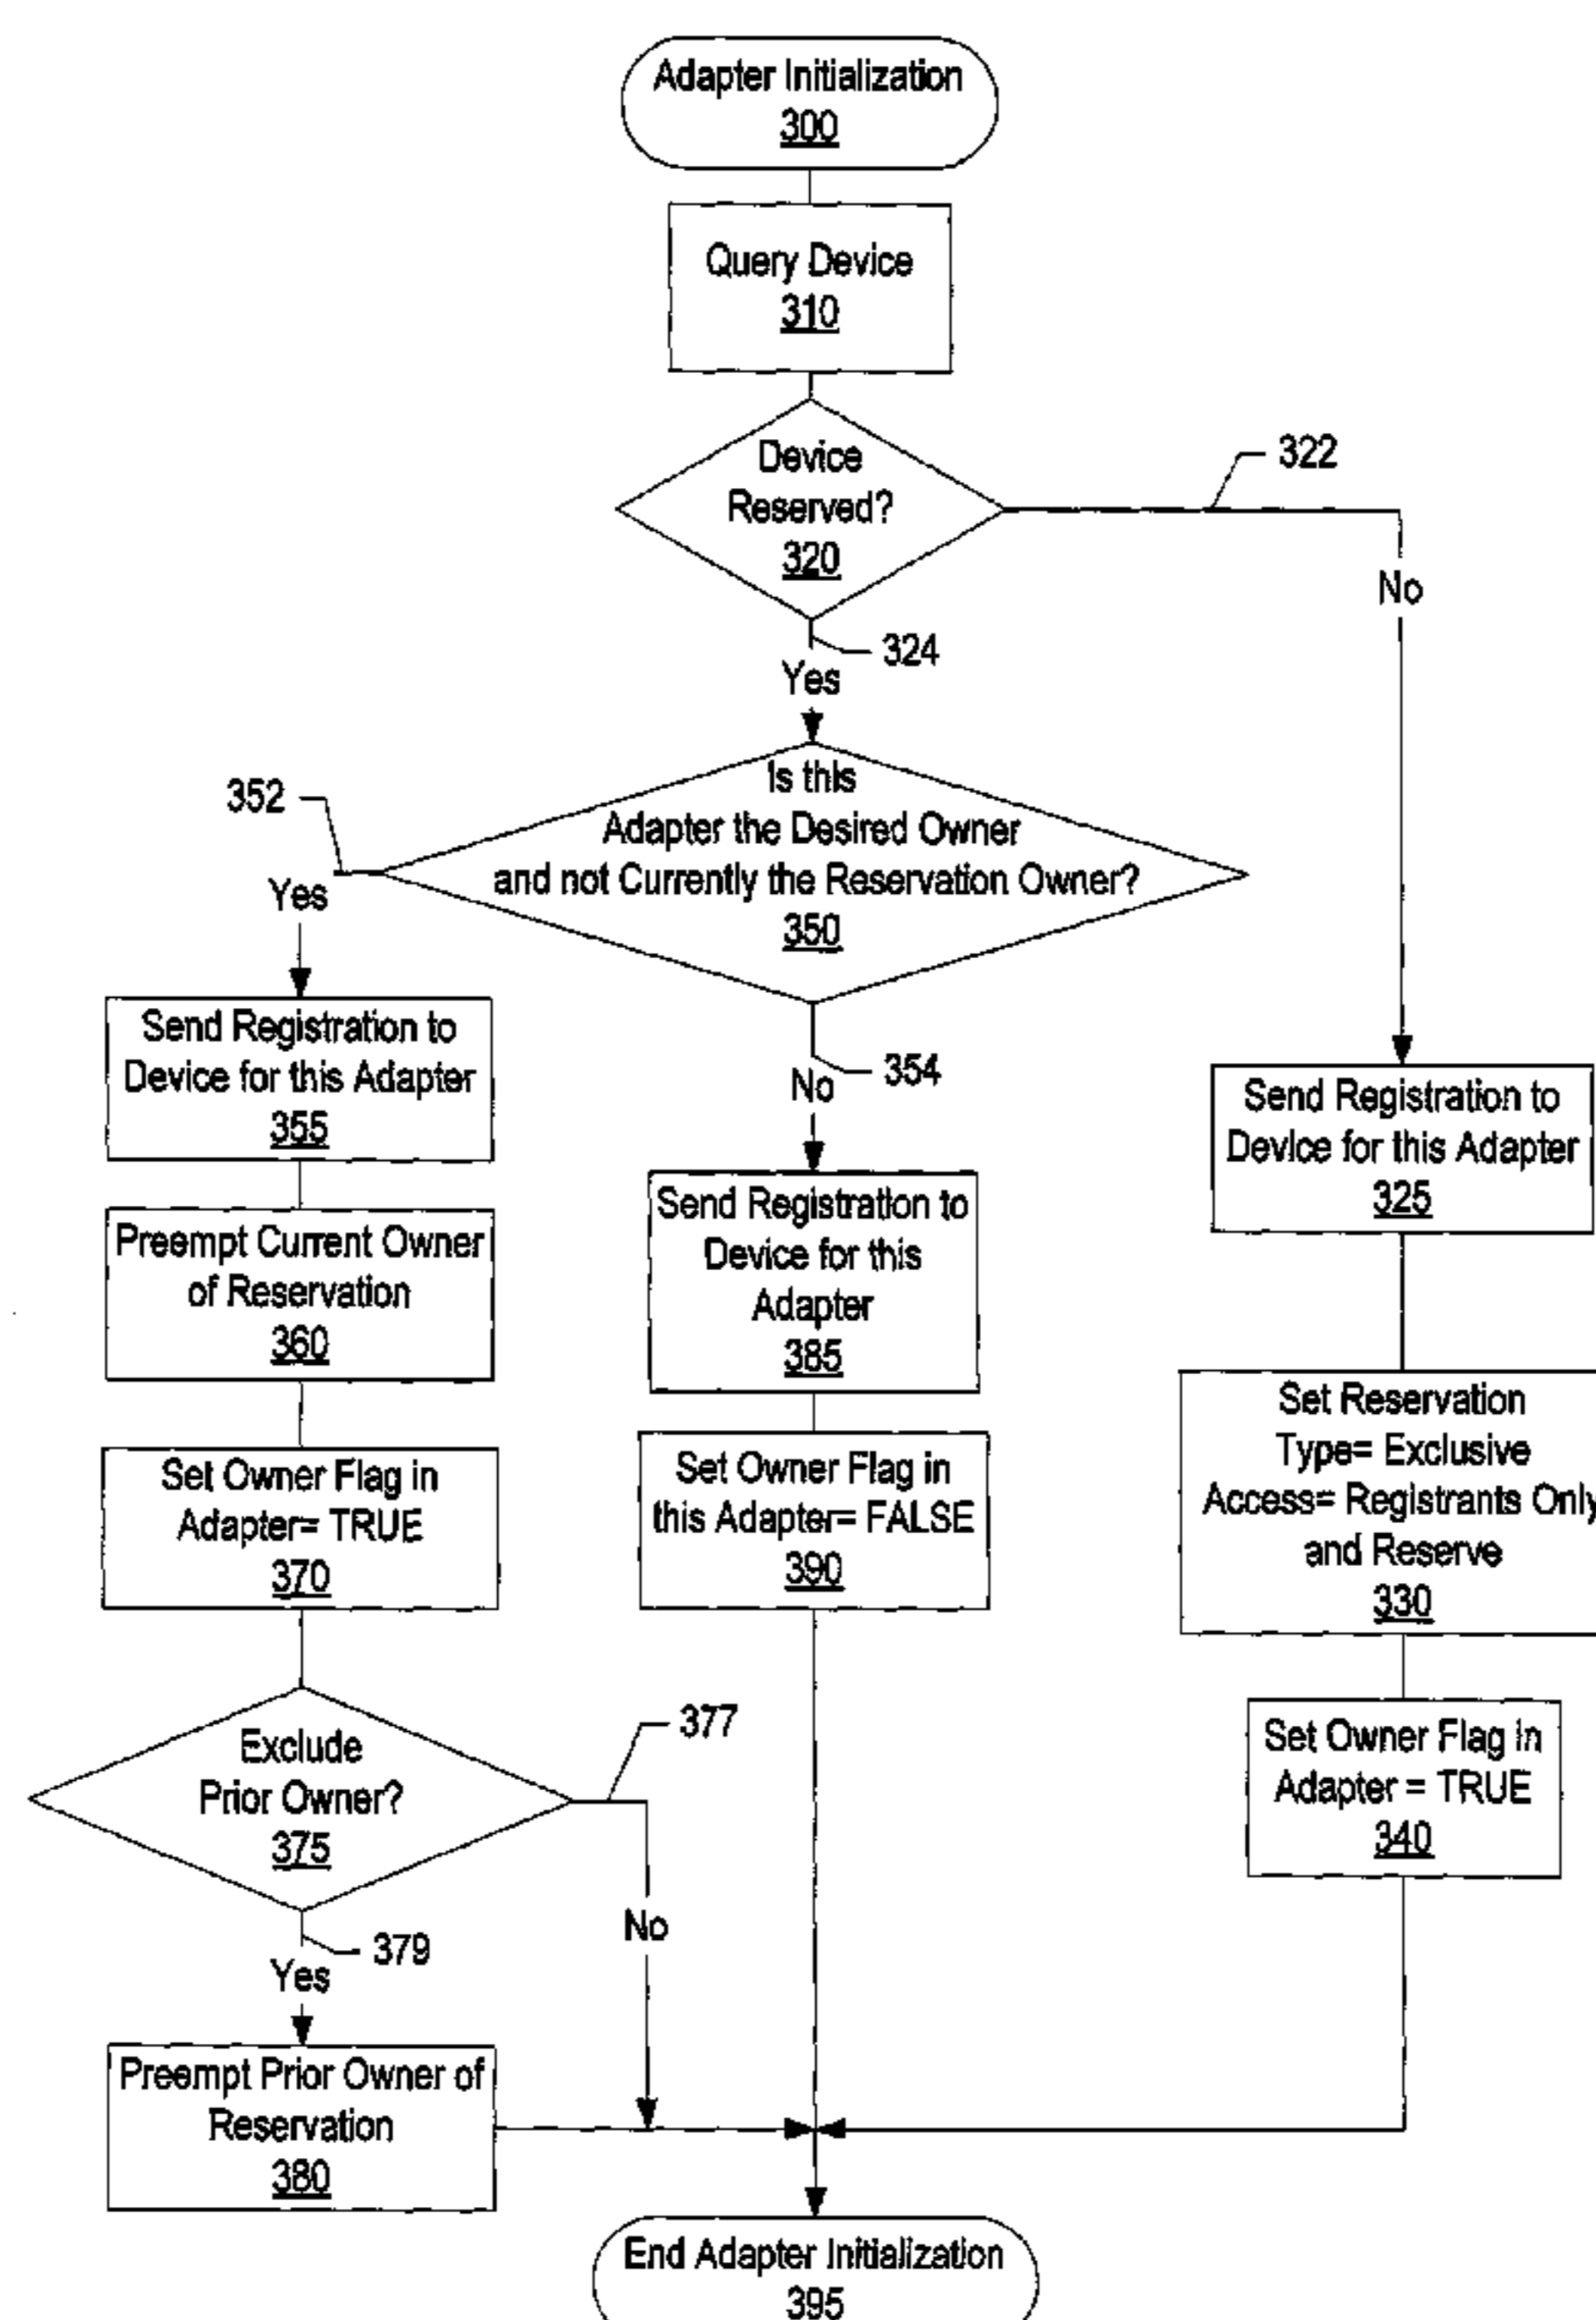 Adapter Initialization
300
Query Device
310
Device
Reserved?
320
322
No
324
Yes
Is this
Adapter the Desired Owner
and not Currently the Reservation Owner?
350
352
Yes
354
No
Send Registration to
Device for this Adapter
355
Preempt Current Owner
of Reservation
360
Set Owner Flag in
Adapter= TRUE
370
Exclude
Prior Owner?
375
377
No
379
Yes
Preempt Prior Owner of
Reservation
380
Send Registration to
Device for this
Adapter
385
Set Owner Flag in
this Adapter= FALSE
390
Send Registration to
Device for this Adapter
325
Set Reservation
Type= Exclusive
Access= Registrants Only
and Reserve
330
Set Owner Flag in
Adapter = TRUE
340
End Adapter Initialization
395